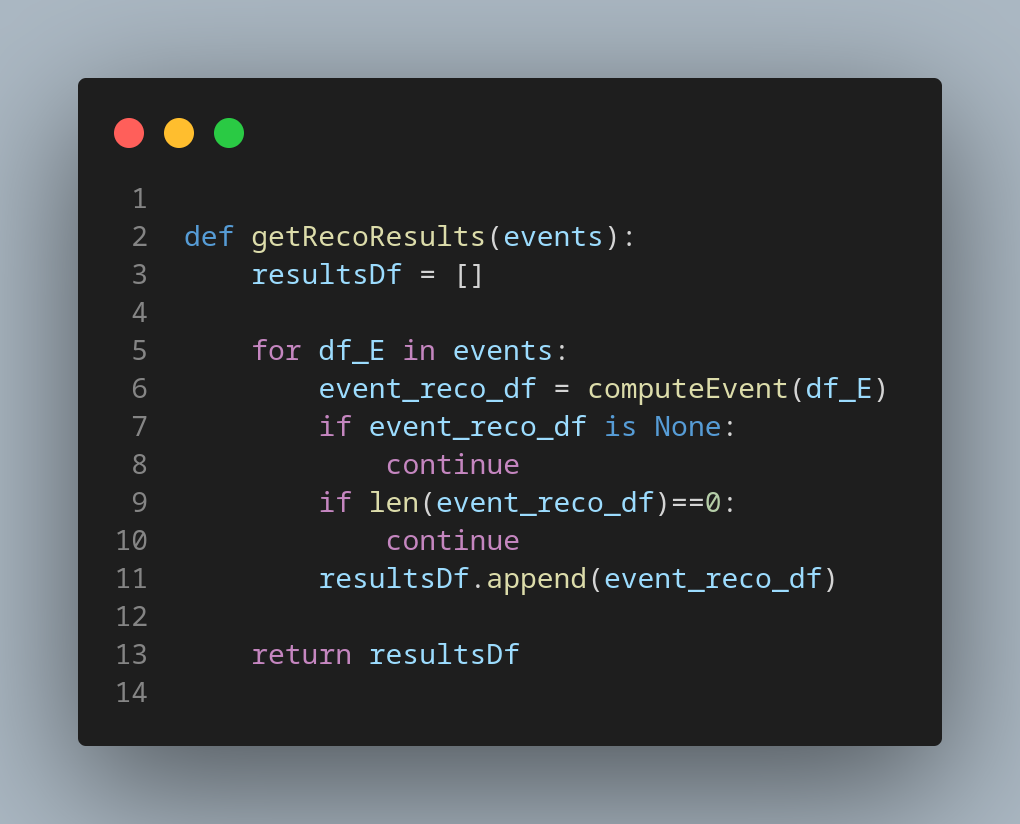 1
2 def getRecoResults(events):
3     resultsDf = []
4
5     for df_E in events:
6         event_reco_df = computeEvent(df_E)
7         if event_reco_df is None:
8             continue
9         if len(event_reco_df)==0:
10             continue
11         resultsDf.append(event_reco_df)
12
13     return resultsDf
14